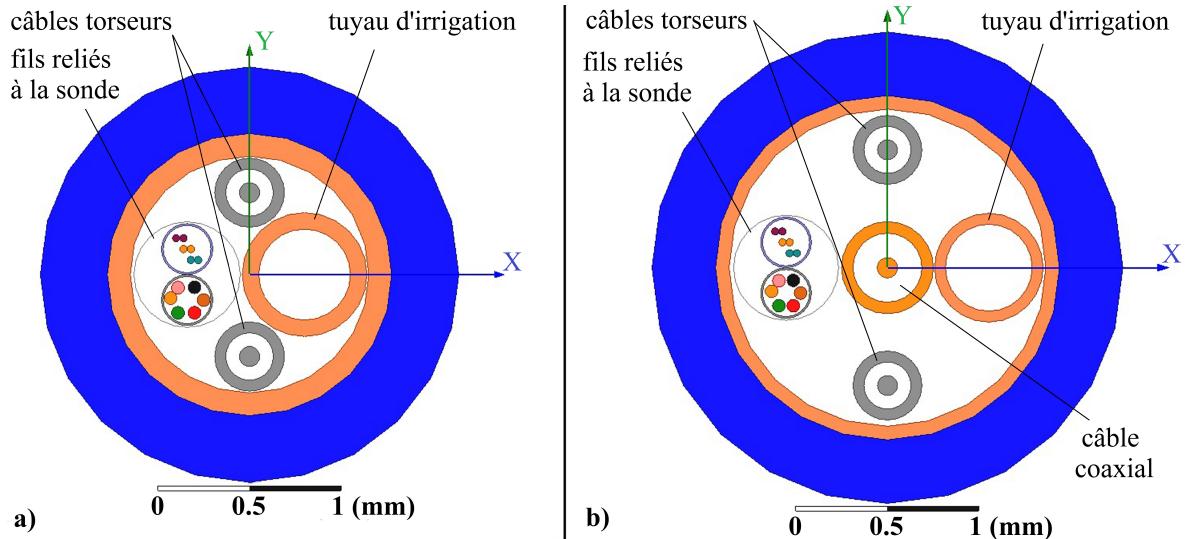 câbles torseurs
fils reliés
à la sonde
tuyau d'irrigation
Y
X
0 0.5 1 (mm)
a)
câbles torseurs
fils reliés
à la sonde
tuyau d'irrigation
Y
X
câble
coaxial
0 0.5 1 (mm)
b)